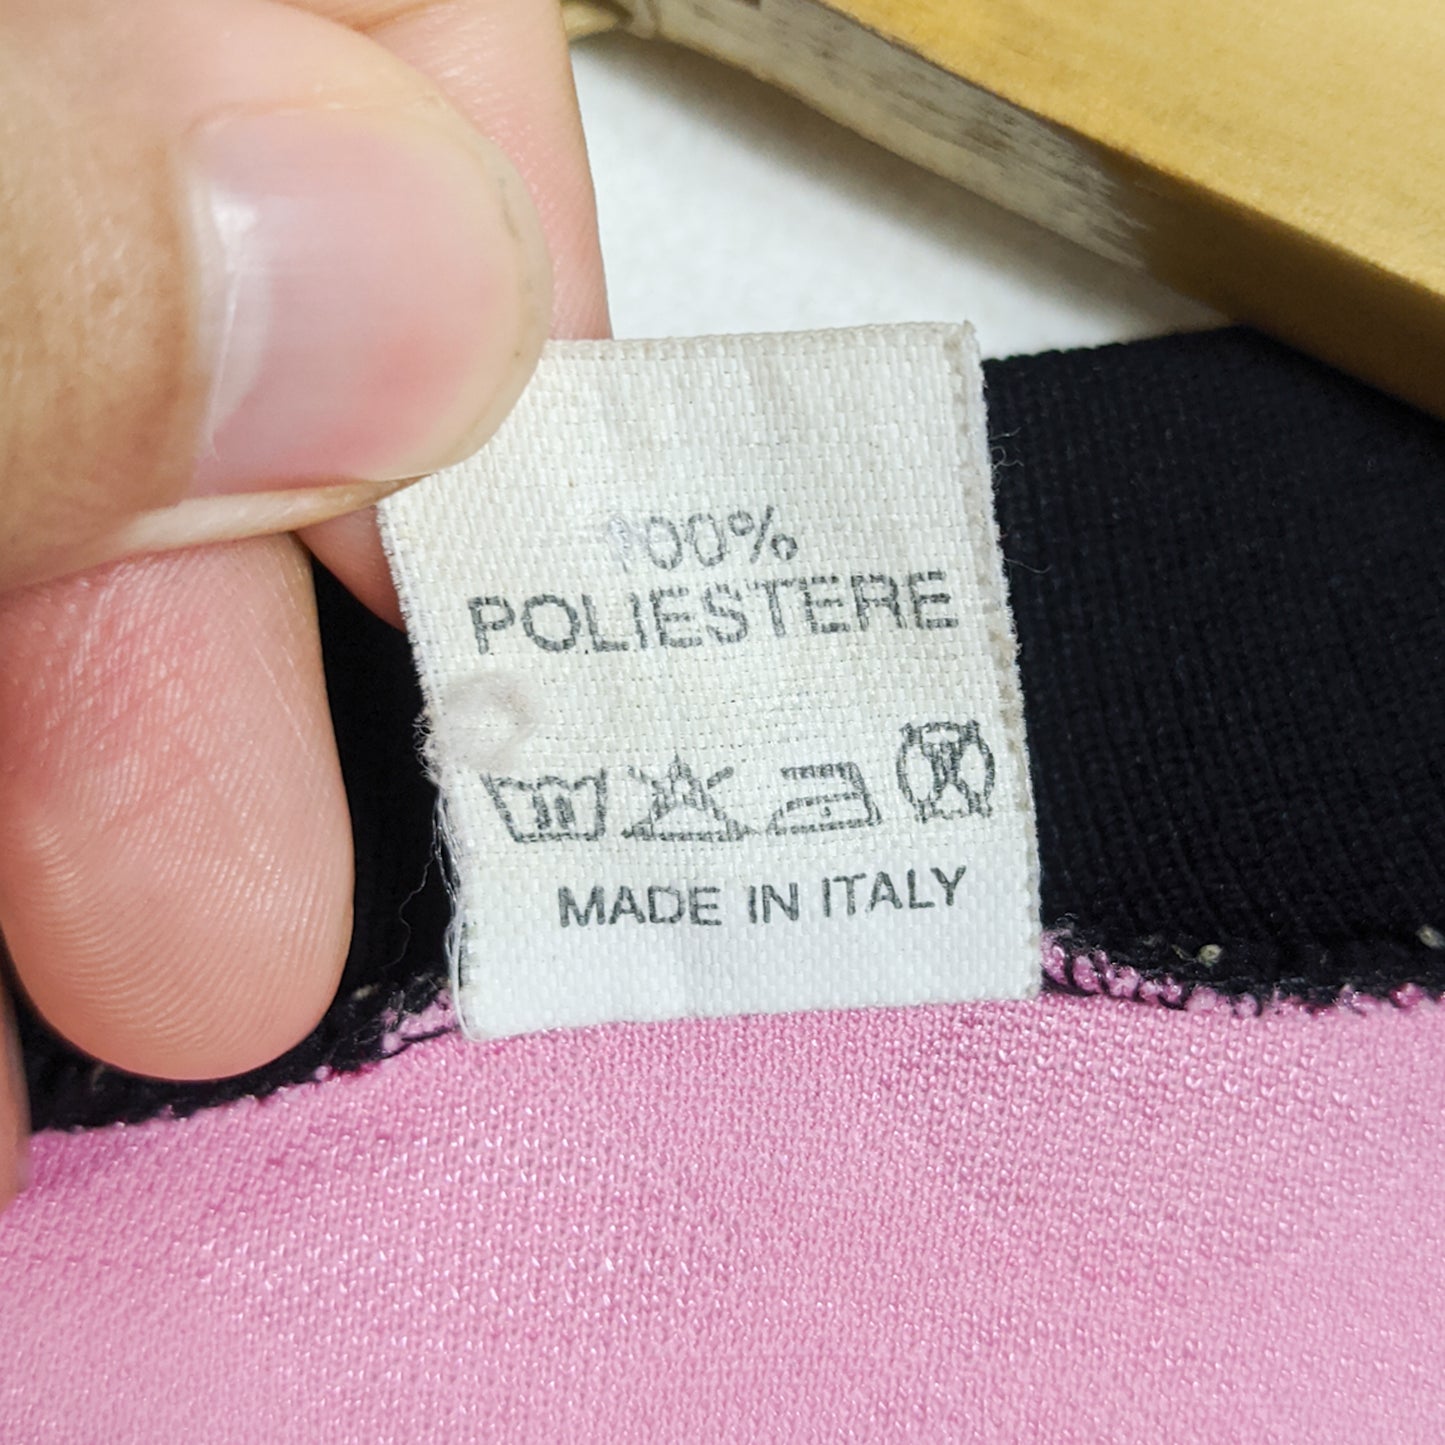 100%
POLIESTERE
MADE IN ITALY